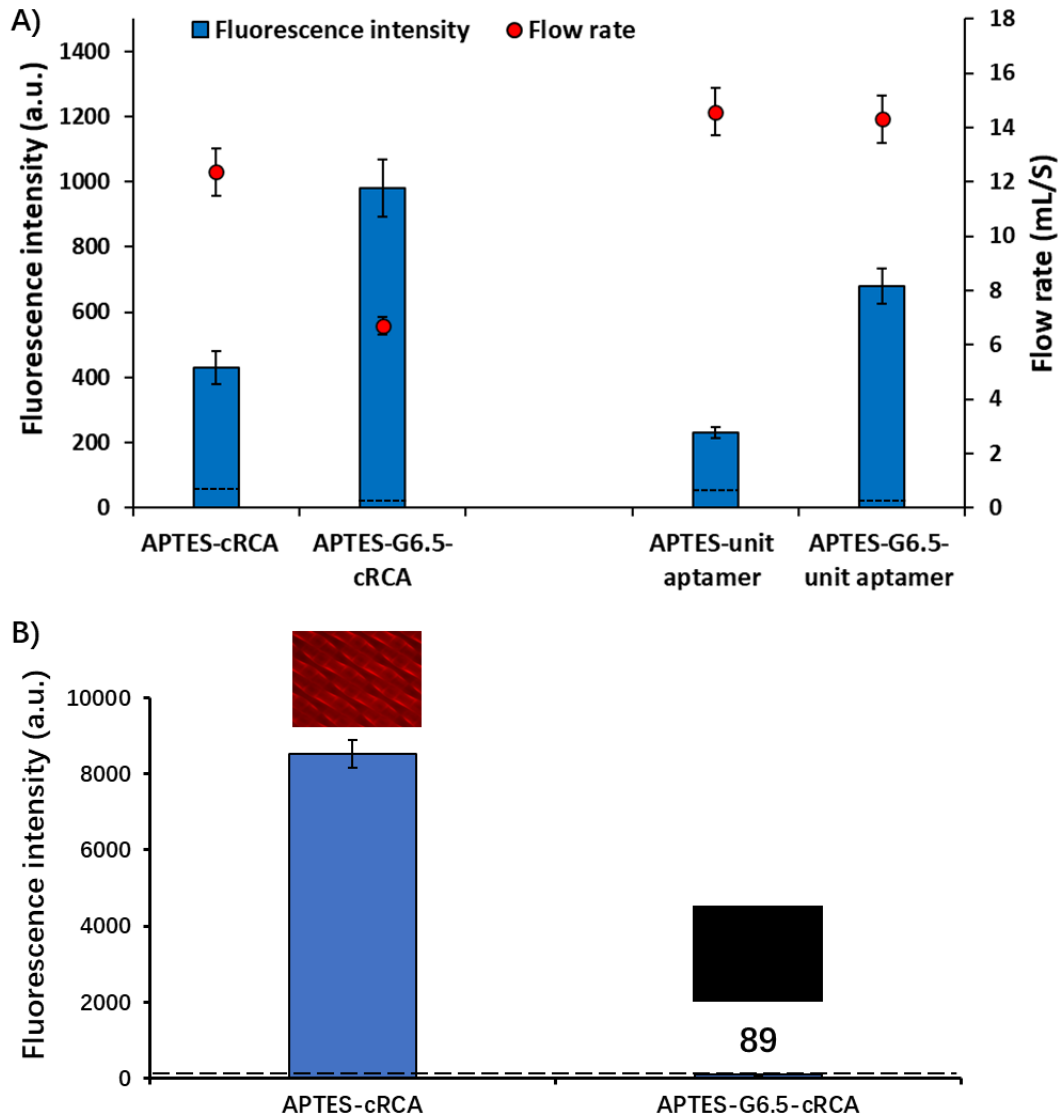 A)
Fluorescence intensity Flow rate
Fluorescence intensity (a.u.)
1400
1200
1000
800
600
400
200
0
18
16
14
12
10
8
6
4
2
0
Flow rate (mL/S)
APTES-cRCA
APTES-G6.5-
cRCA
APTES-unit
aptamer
APTES-G6.5-
unit aptamer
B)
Fluorescence intensity (a.u.)
10000
8000
6000
4000
2000
0
89
APTES-cRCA
APTES-G6.5-cRCA